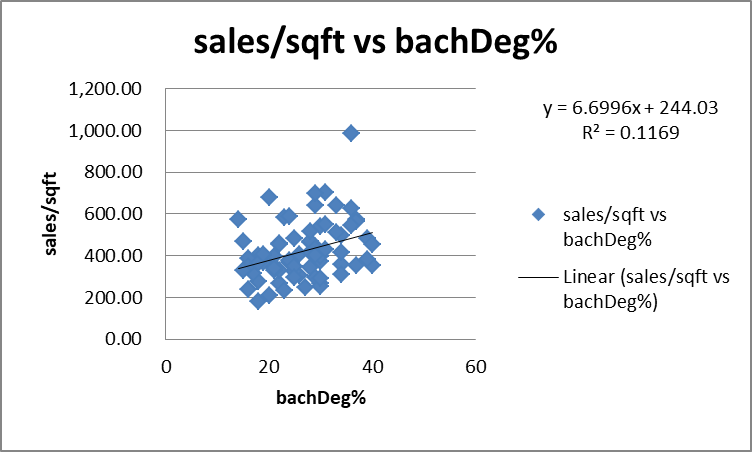 sales/sqft vs bachDeg%
1,200.00
1,000.00
800.00
600.00
400.00
200.00
0.00
sales/sqft
0
20
40
60
bachDeg%
y = 6.6996x + 244.03
R² = 0.1169
sales/sqft vs
bachDeg%
Linear (sales/sqft vs
bachDeg%)